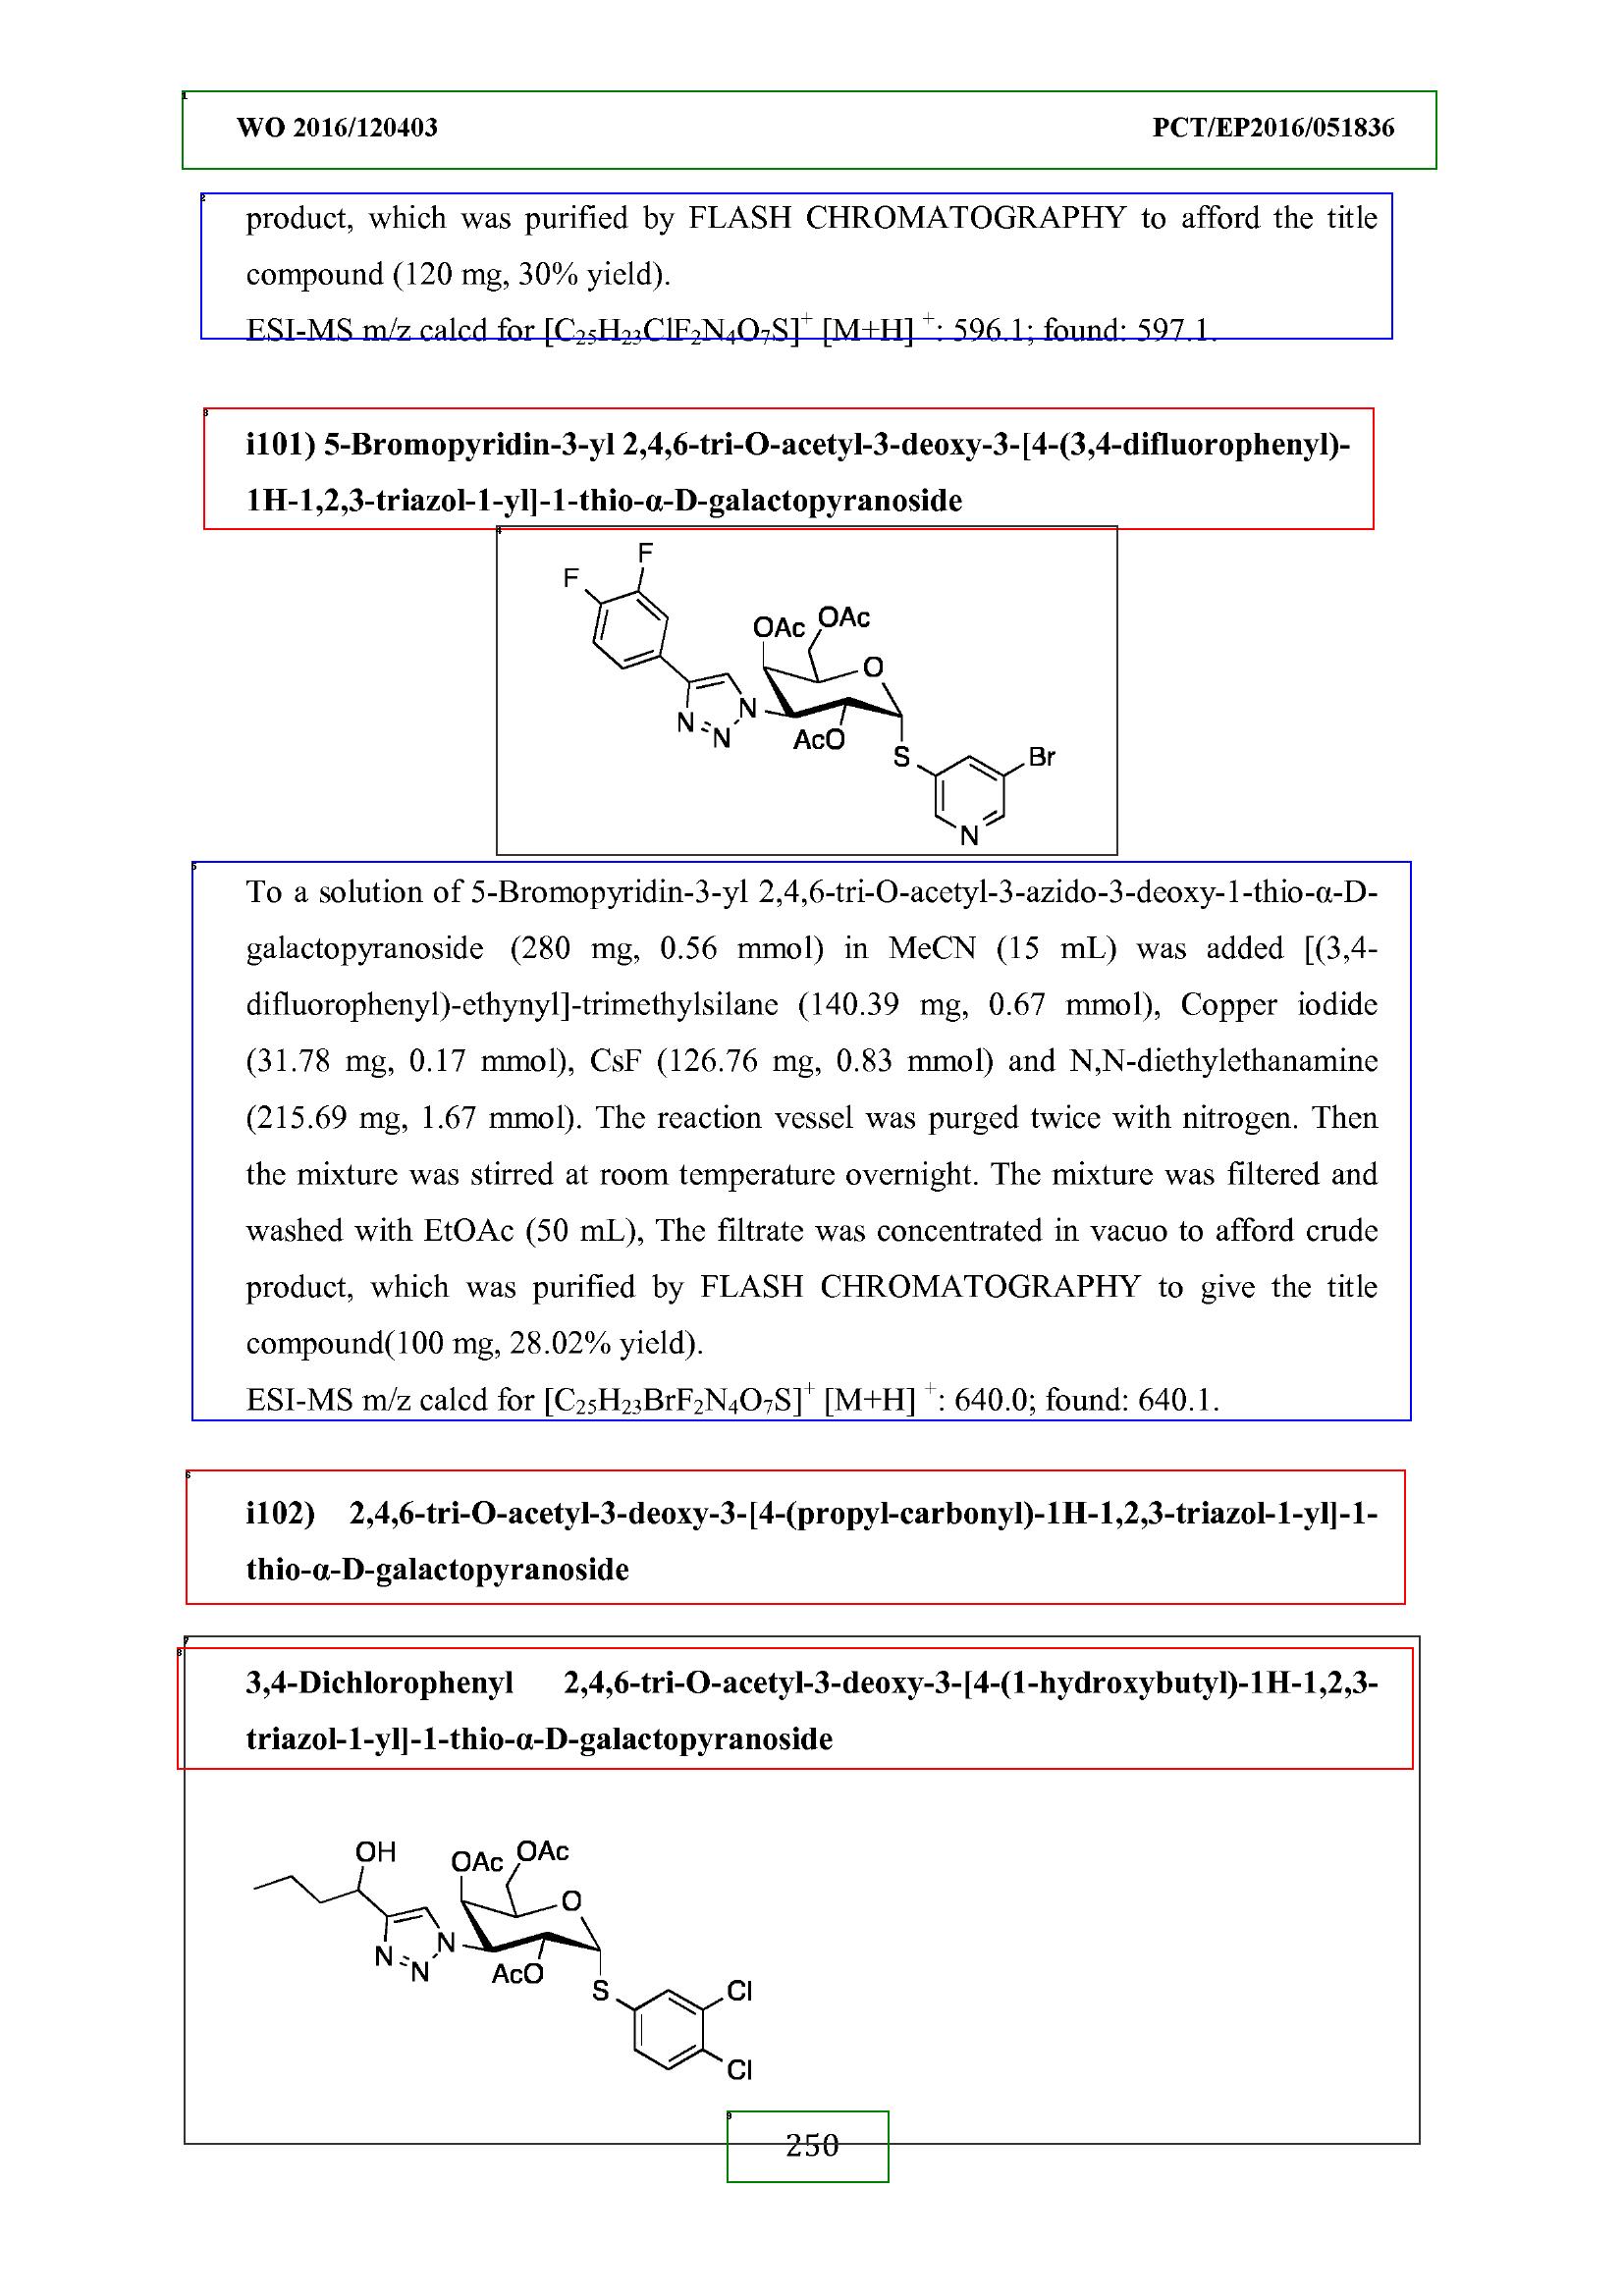 WO 2016/120403 PCT/EP2016/051836
product, which was purified by FLASH CHROMATOGRAPHY to afford the title
compound (120 mg, 30% yield).
ESI-MS m/z calcd for [C₂₅H₂₃ClF₂N₄O₇S]⁺ [M+H] ⁺: 596.1; found: 597.1.
i101) 5-Bromopyridin-3-yl 2,4,6-tri-O-acetyl-3-deoxy-3-[4-(3,4-difluorophenyl)-
1H-1,2,3-triazol-1-yl]-1-thio-α-D-galactopyranoside
F
F
OAc OAc
O
N
N N
AcO
S
Br
N
To a solution of 5-Bromopyridin-3-yl 2,4,6-tri-O-acetyl-3-azido-3-deoxy-1-thio-α-D-
galactopyranoside (280 mg, 0.56 mmol) in MeCN (15 mL) was added [(3,4-
difluorophenyl)-ethynyl]-trimethylsilane (140.39 mg, 0.67 mmol), Copper iodide
(31.78 mg, 0.17 mmol), CsF (126.76 mg, 0.83 mmol) and N,N-diethylethanamine
(215.69 mg, 1.67 mmol). The reaction vessel was purged twice with nitrogen. Then
the mixture was stirred at room temperature overnight. The mixture was filtered and
washed with EtOAc (50 mL), The filtrate was concentrated in vacuo to afford crude
product, which was purified by FLASH CHROMATOGRAPHY to give the title
compound(100 mg, 28.02% yield).
ESI-MS m/z calcd for [C₂₅H₂₃BrF₂N₄O₇S]⁺ [M+H] ⁺: 640.0; found: 640.1.
i102) 2,4,6-tri-O-acetyl-3-deoxy-3-[4-(propyl-carbonyl)-1H-1,2,3-triazol-1-yl]-1-
thio-α-D-galactopyranoside
3,4-Dichlorophenyl 2,4,6-tri-O-acetyl-3-deoxy-3-[4-(1-hydroxybutyl)-1H-1,2,3-
triazol-1-yl]-1-thio-α-D-galactopyranoside
OH
OAc OAc
O
N
N N
AcO
S
Cl
Cl
250